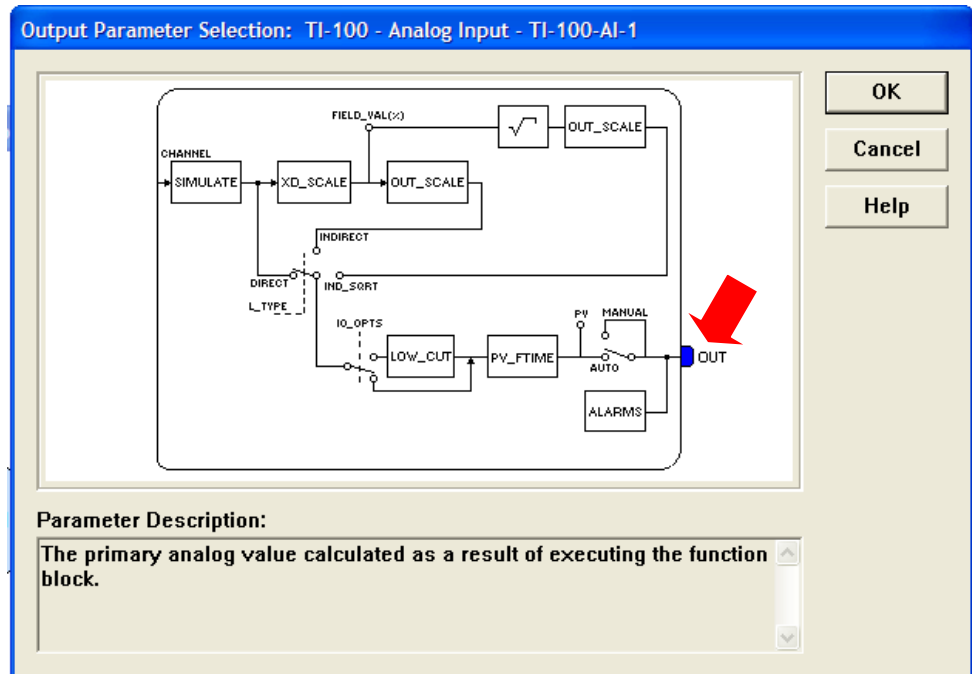 Output Parameter Selection: TI-100 - Analog Input - TI-100-AI-1
OK
Cancel
Help
FIELD_VAL(%)
√
OUT_SCALE
CHANNEL
SIMULATE
XD_SCALE
OUT_SCALE
INDIRECT
DIRECT
IND_SQRT
L_TYPE
IO_OPTS
LOW_CUT
PV_FTIME
PV
MANUAL
AUTO
OUT
ALARMS
Parameter Description:
The primary analog value calculated as a result of executing the function
block.